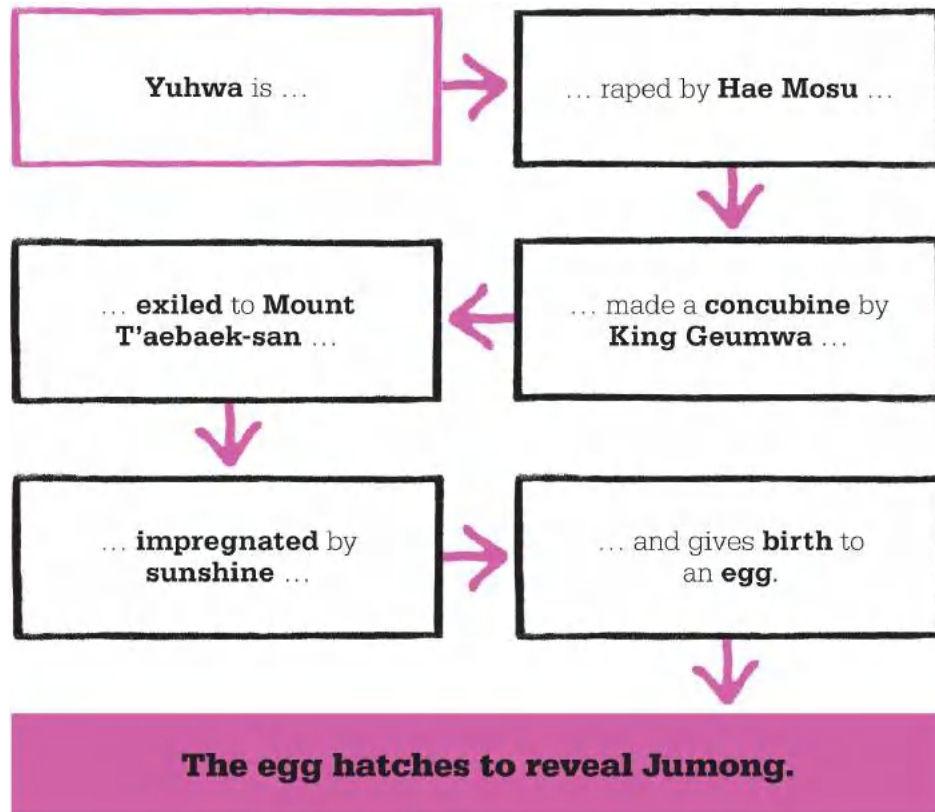 Yuhwa is …
… raped by Hae Mosu …
… made a concubine by
King Geumwa …
… exiled to Mount
T'aebaek-san …
… impregnated by
sunshine …
… and gives birth to
an egg.
The egg hatches to reveal Jumong.